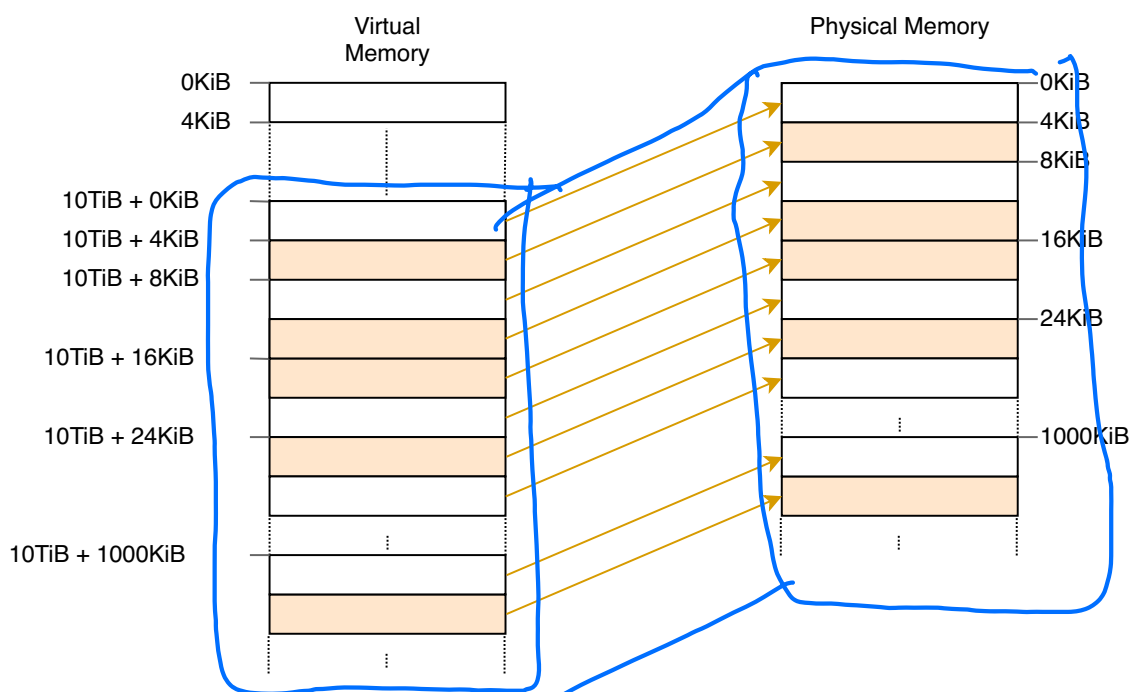 Virtual
Memory
Physical Memory
0KiB
4KiB
10TiB + 0KiB
10TiB + 4KiB
10TiB + 8KiB
10TiB + 16KiB
10TiB + 24KiB
10TiB + 1000KiB
0KiB
4KiB
8KiB
16KiB
24KiB
1000KiB